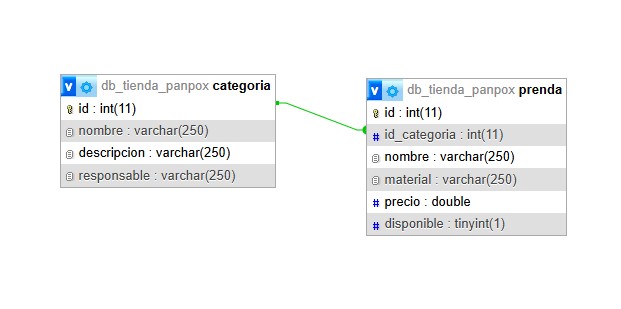 v db_tienda_panpox categoria
id : int(11)
nombre : varchar(250)
descripcion : varchar(250)
responsable : varchar(250)
v db_tienda_panpox prenda
id : int(11)
# id_categoria : int(11)
nombre : varchar(250)
material : varchar(250)
# precio : double
# disponible : tinyint(1)